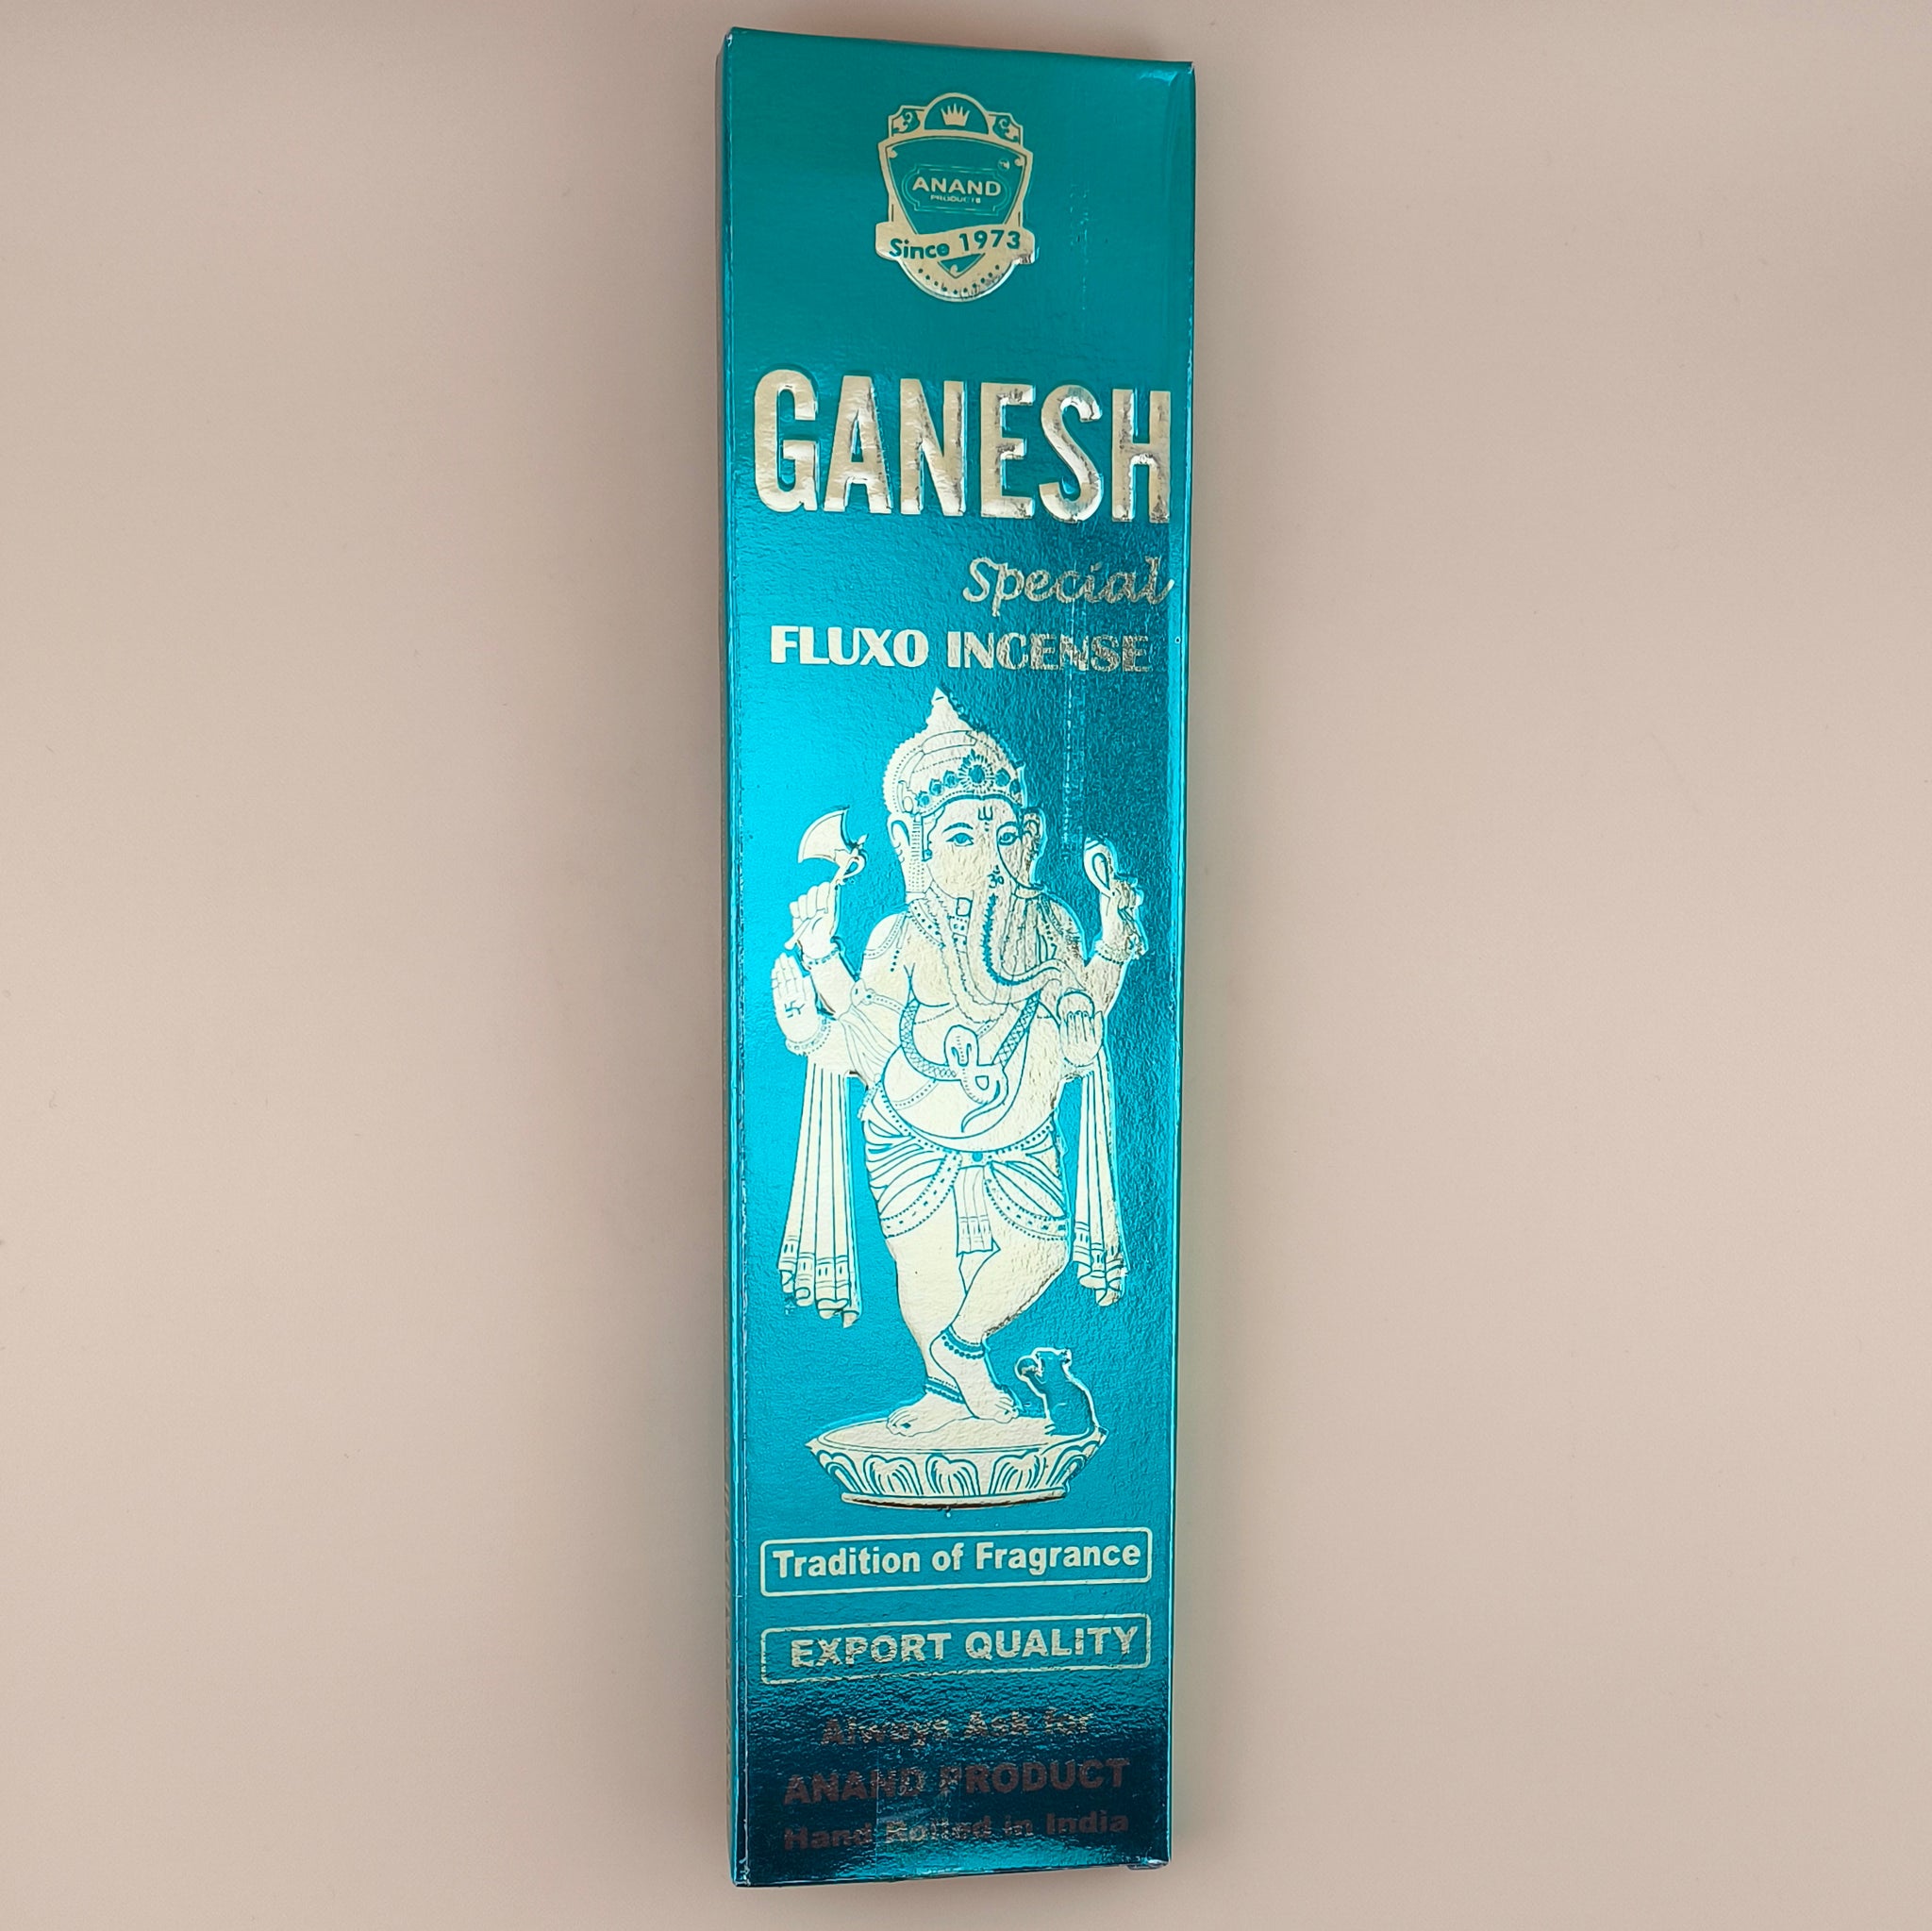 ANAND
PRODUCTS
Since 1973
GANESH
Special
FLUXO INCENSE
ॐ
Tradition of Fragrance
EXPORT QUALITY
Always Ask for
ANAND PRODUCT
Hand Rolled in India